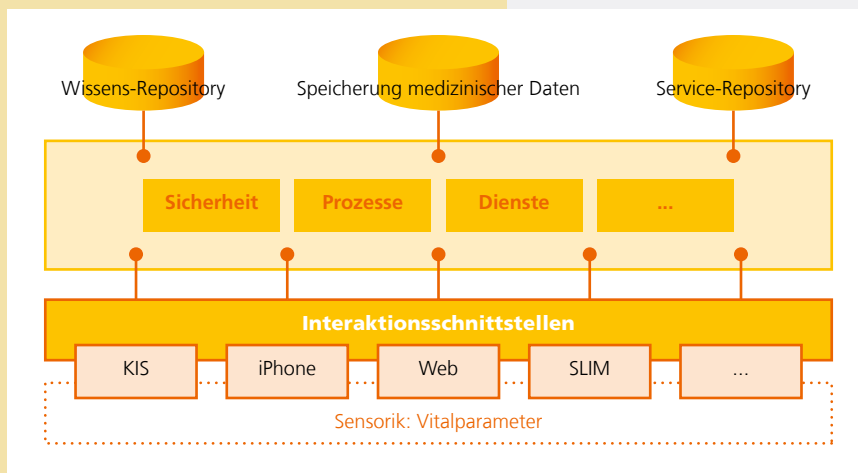 Wissens-Repository
Speicherung medizinischer Daten
Service-Repository
Sicherheit
Prozesse
Dienste
...
Interaktionsschnittstellen
KIS
iPhone
Web
SLIM
...
Sensorik: Vitalparameter